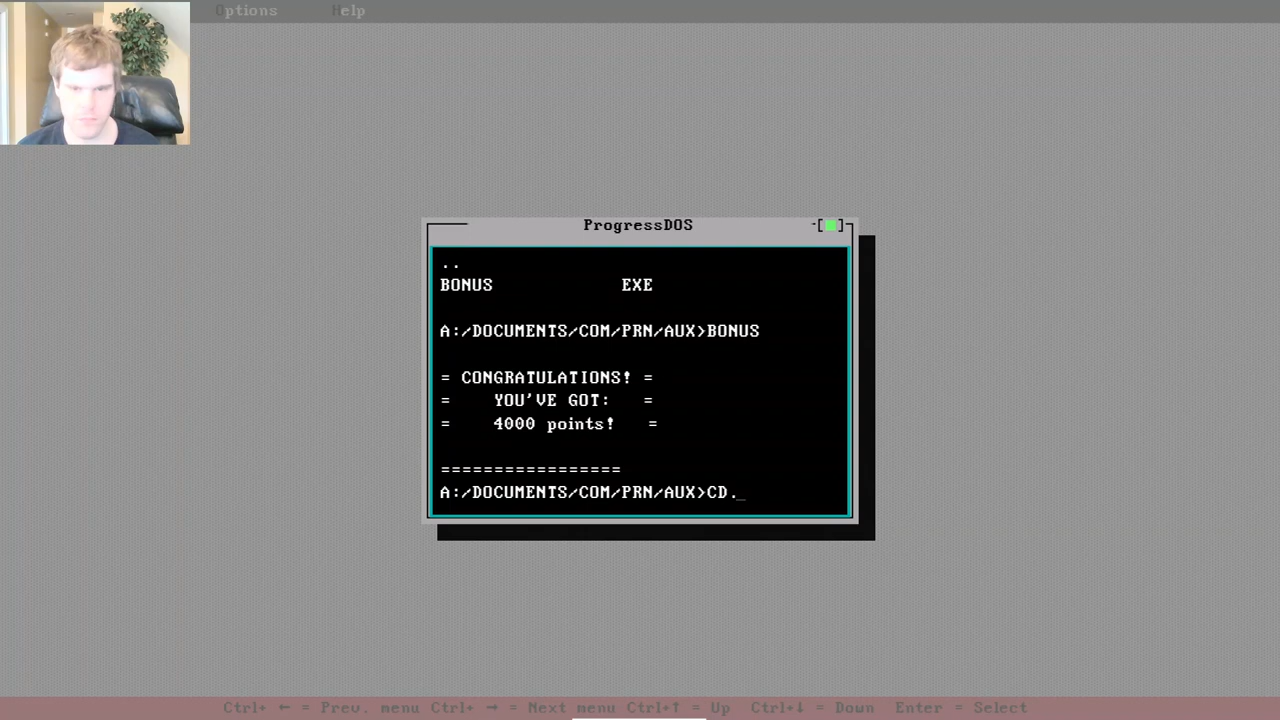 Options Help
ProgressDOS
-[■]
..
BONUS EXE
A:/DOCUMENTS/COM/PRN/AUX>BONUS
= CONGRATULATIONS! =
= YOU'VE GOT: =
= 4000 points! =
=================
A:/DOCUMENTS/COM/PRN/AUX>CD._
Ctrl+ ← = Prev. menu Ctrl+ → = Next menu Ctrl+↑ = Up Ctrl+↓ = Down Enter = Select